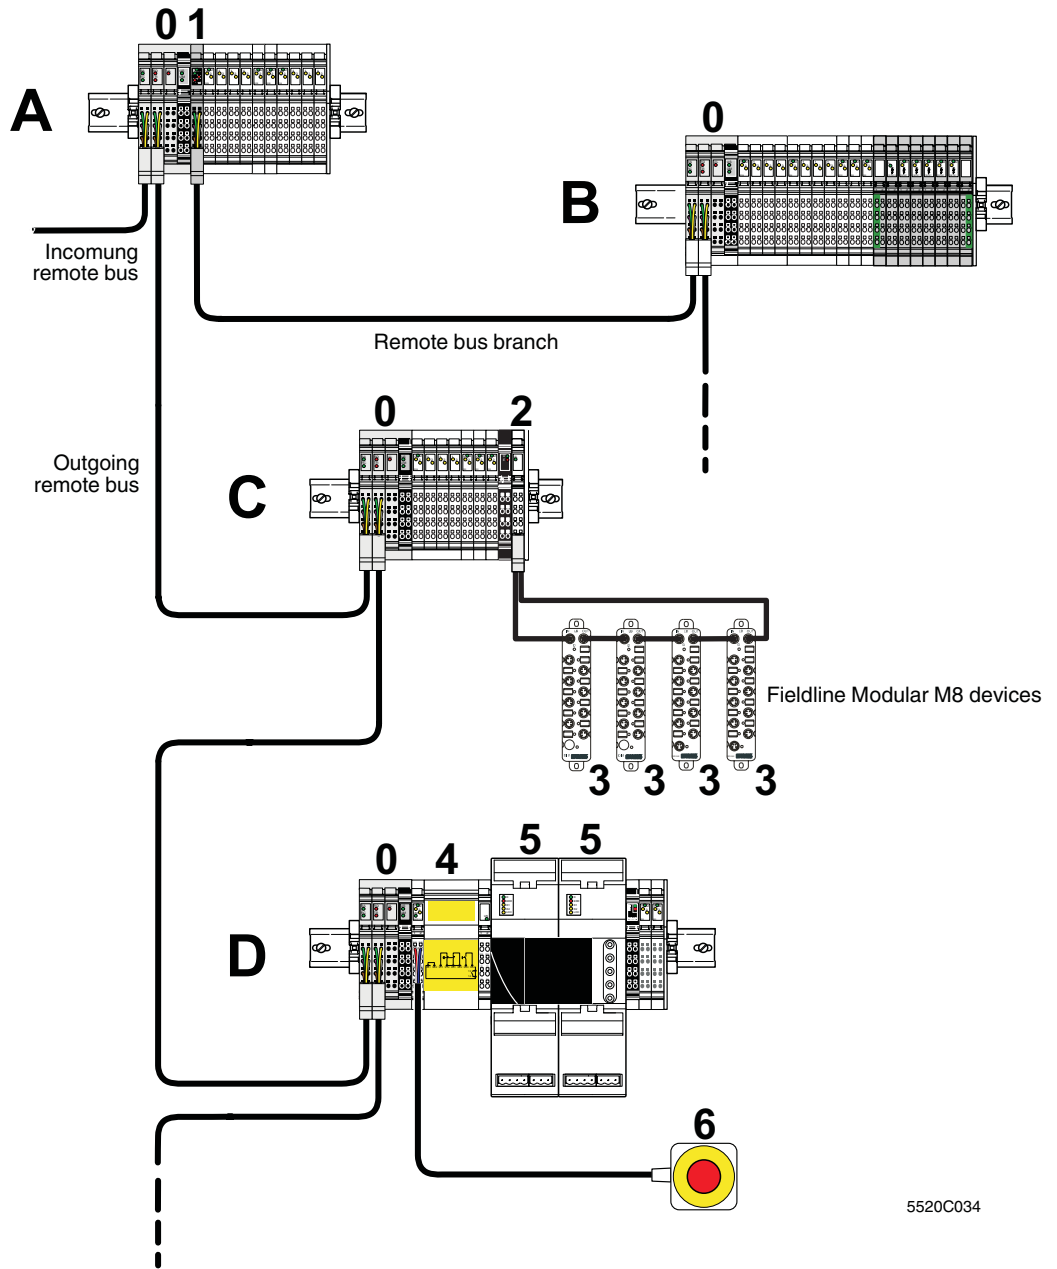 0 1
A
0
B
Incomung
remote bus
Remote bus branch
0 2
Outgoing
remote bus
C
Fieldline Modular M8 devices
3 3 3 3
5 5
0 4
D
6
5520C034